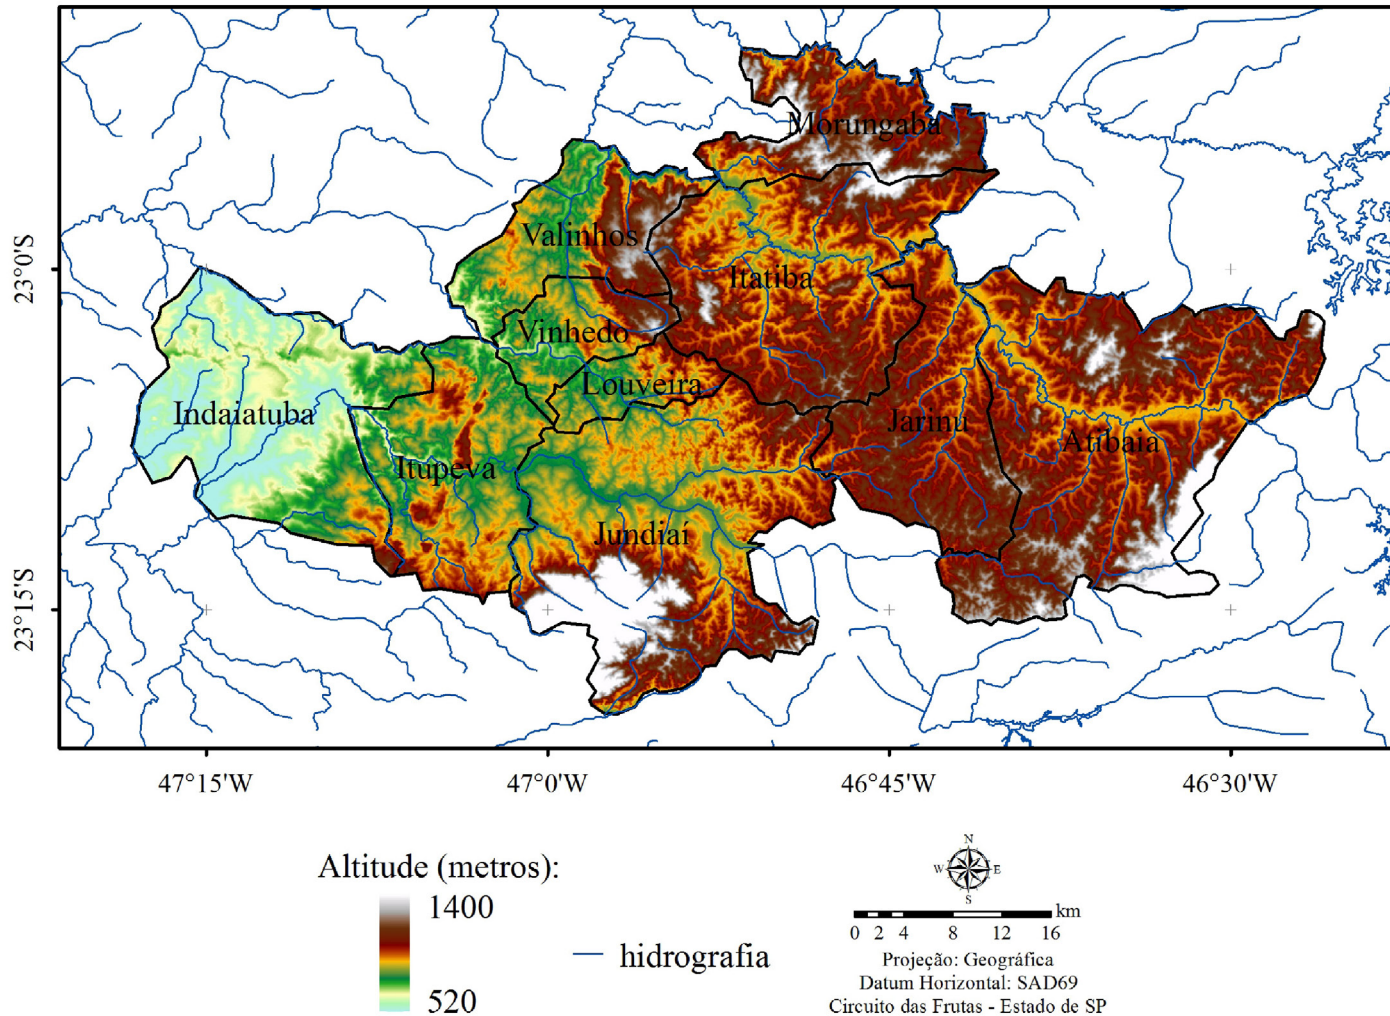 Morungaba
Valinhos
Itatiba
Vinhedo
Louveira
Indaiatuba
Jarinu
Atibaia
Itupeva
Jundiaí
23°0'S
23°15'S
47°15'W
47°0'W
46°45'W
46°30'W
Altitude (metros):
1400
520
hidrografia
N
W
E
S
km
0 2 4 8 12 16
Projeção: Geográfica
Datum Horizontal: SAD69
Circuito das Frutas - Estado de SP